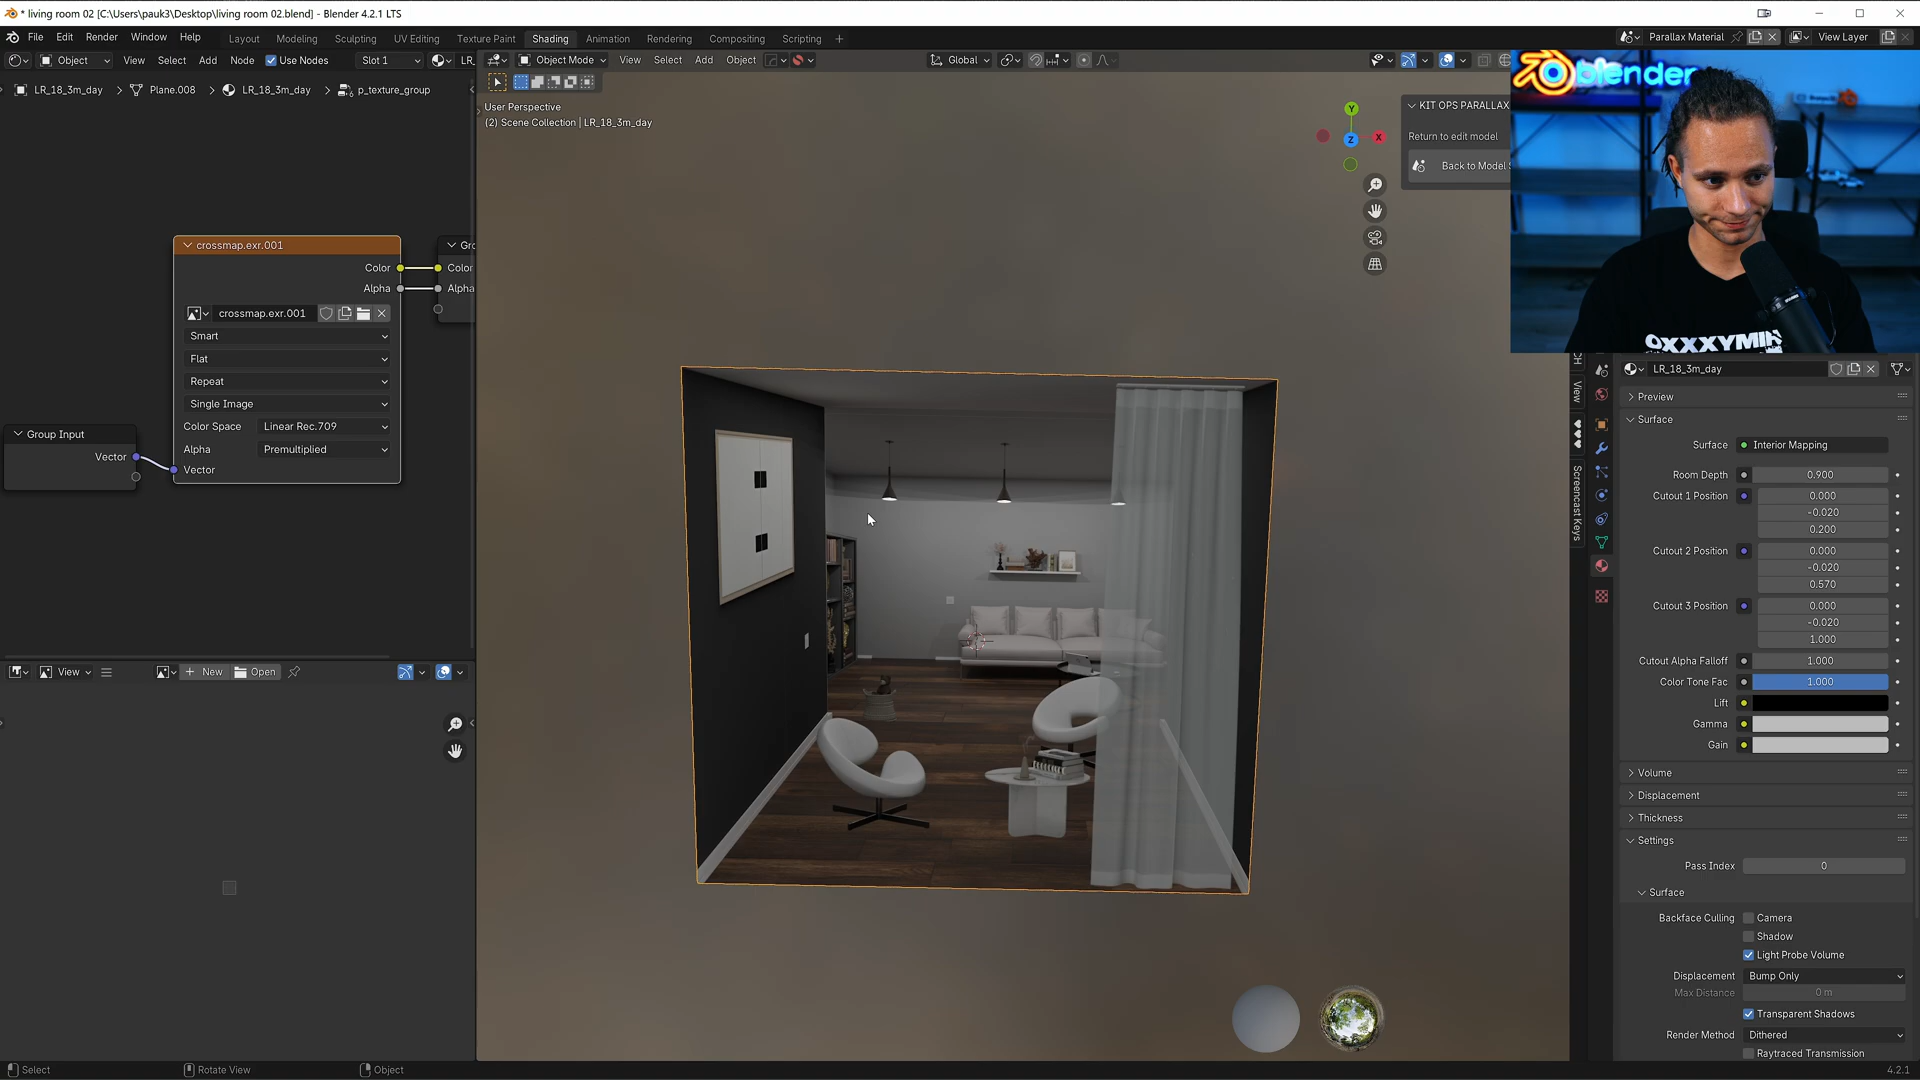 * living room 02 [C:\Users\pauk3\Desktop\living room 02.blend] - Blender 4.2.1 LTS
File Edit Render Window Help
Layout Modeling Sculpting UV Editing Texture Paint Shading Animation Rendering Compositing Scripting +
Parallax Material View Layer
Object View Select Add Node Use Nodes Slot 1
Object Mode View Select Add Object Global
LR_18_3m_day > Plane.008 > LR_18_3m_day > p_texture_group
User Perspective
(2) Scene Collection | LR_18_3m_day
KIT OPS PARALLAX
Return to edit model
Back to Model S
Y
X
Z
blender
OXXXYMIR
crossmap.exr.001
Color
Alpha
crossmap.exr.001
Smart
Flat
Repeat
Single Image
Color Space Linear Rec.709
Alpha Premultiplied
Vector
Group Input
Vector
Color
Alpha
View New Open
View
Screencast Keys
LR_18_3m_day
Preview
Surface
Surface Interior Mapping
Room Depth 0.900
Cutout 1 Position 0.000
-0.020
0.200
Cutout 2 Position 0.000
-0.020
0.570
Cutout 3 Position 0.000
-0.020
1.000
Cutout Alpha Falloff 1.000
Color Tone Fac 1.000
Lift
Gamma
Gain
Volume
Displacement
Thickness
Settings
Pass Index 0
Surface
Backface Culling Camera
Shadow
Light Probe Volume
Displacement Bump Only
Max Distance 0 m
Transparent Shadows
Render Method Dithered
Raytraced Transmission
Select Rotate View Object
4.2.1